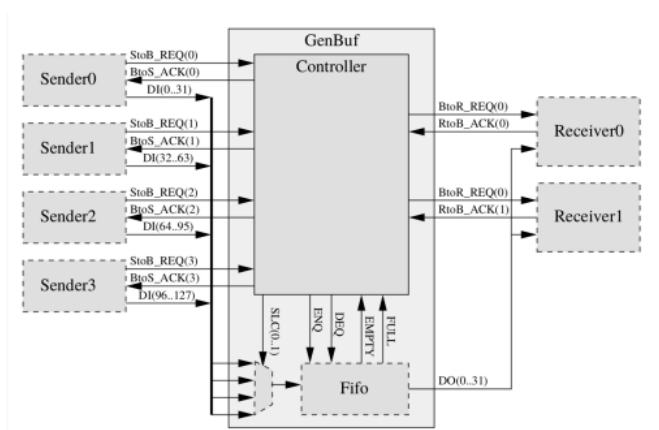 GenBuf
Controller
Sender0
StoB_REQ(0)
BtoS_ACK(0)
DI(0..31)
Sender1
StoB_REQ(1)
BtoS_ACK(1)
DI(32..63)
Sender2
StoB_REQ(2)
BtoS_ACK(2)
DI(64..95)
Sender3
StoB_REQ(3)
BtoS_ACK(3)
DI(96..127)
BtoR_REQ(0)
RtoB_ACK(0)
Receiver0
BtoR_REQ(0)
RtoB_ACK(1)
Receiver1
SLC(0..1)
ENQ
DEQ
EMPTY
FULL
Fifo
DO(0..31)